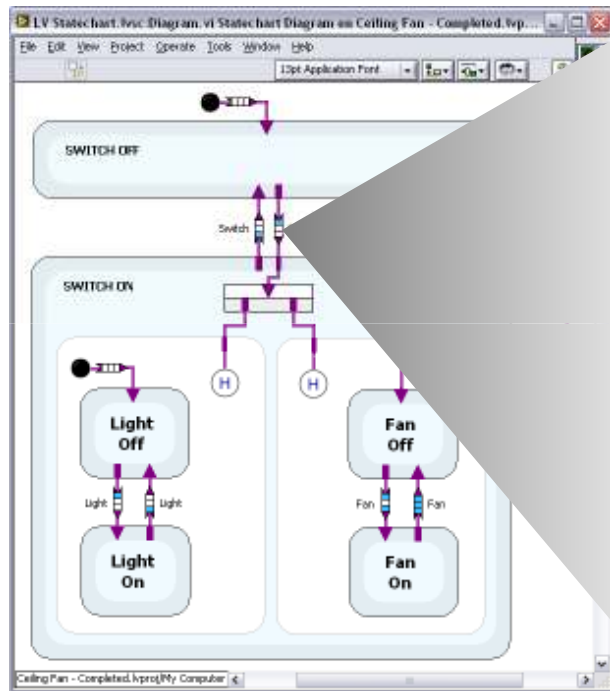 LV Statechart.lvsc:Diagram.vi Statechart Diagram on Ceiling Fan - Completed.lvp...
File Edit View Project Operate Tools Window Help
13pt Application Font
SWITCH OFF
Switch
SWITCH ON
H H
Light
Off
Fan
Off
Light Light Fan Fan
Light
On
Fan
On
Ceiling Fan - Completed.lvproj/My Computer